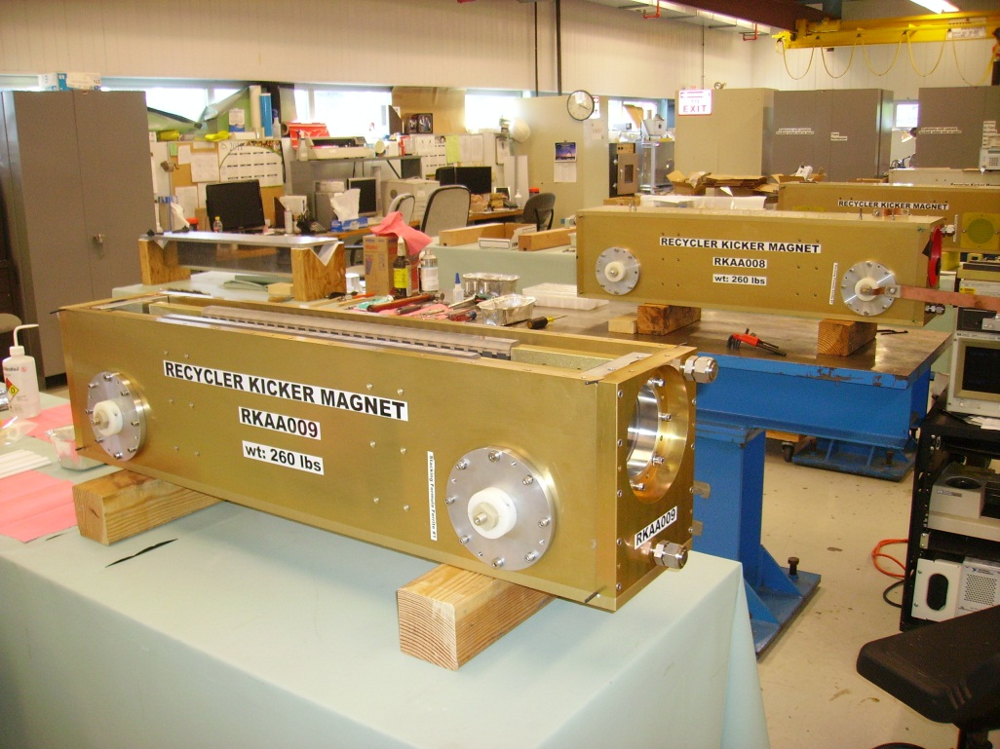 EXIT
RECYCLER KICKER MAGNET
RECYCLER KICKER MAGNET
RKAA008
wt: 260 lbs
RECYCLER KICKER MAGNET
RKAA009
wt: 260 lbs
RKAA009